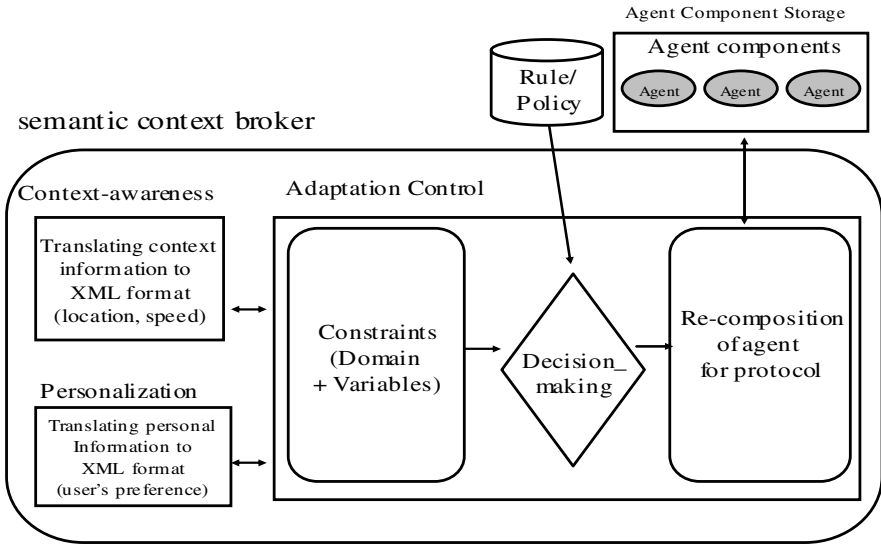 Agent Component Storage
Agent components
Agent
Agent
Agent
Rule/
Policy
semantic context broker
Context-awareness
Translating context
information to
XML format
(location, speed)
Personalization
Translating personal
Information to
XML format
(user's preference)
Adaptation Control
Constraints
(Domain
+ Variables)
Decision_
making
Re-composition
of agent
for protocol